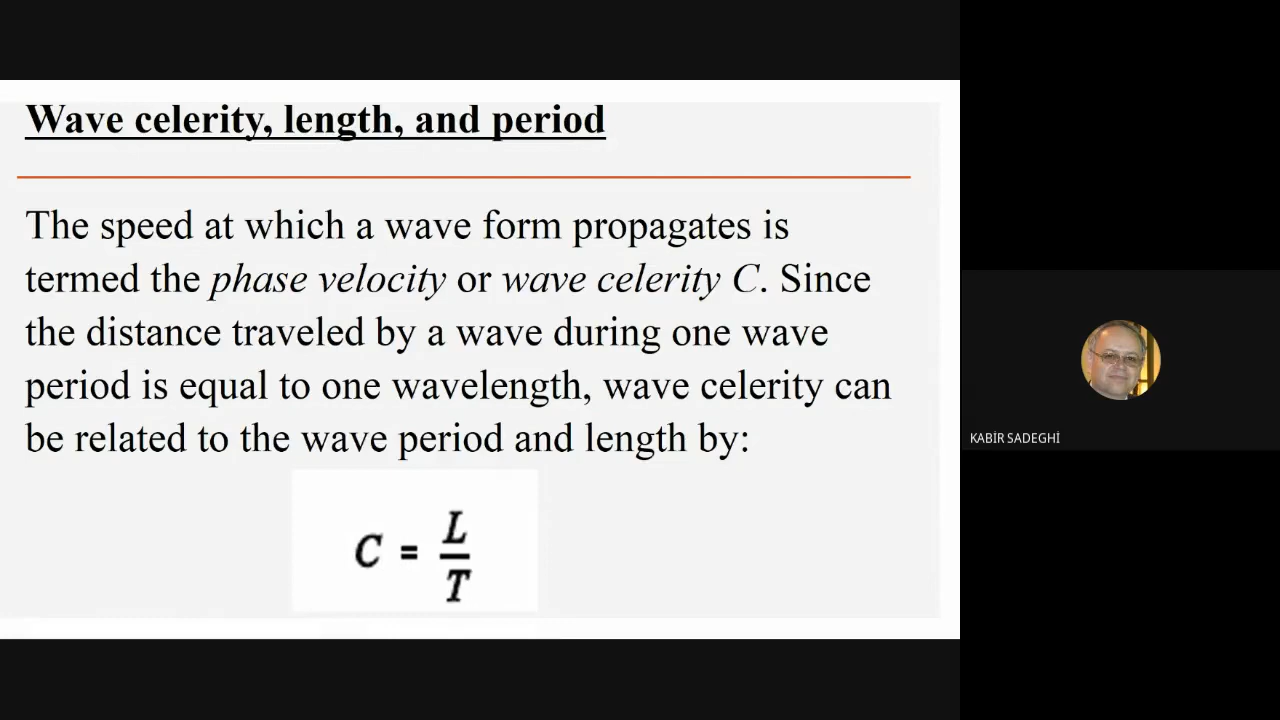 Wave celerity, length, and period
The speed at which a wave form propagates is
termed the phase velocity or wave celerity C. Since
the distance traveled by a wave during one wave
period is equal to one wavelength, wave celerity can
be related to the wave period and length by:
C = L/T
KABİR SADEGHİ